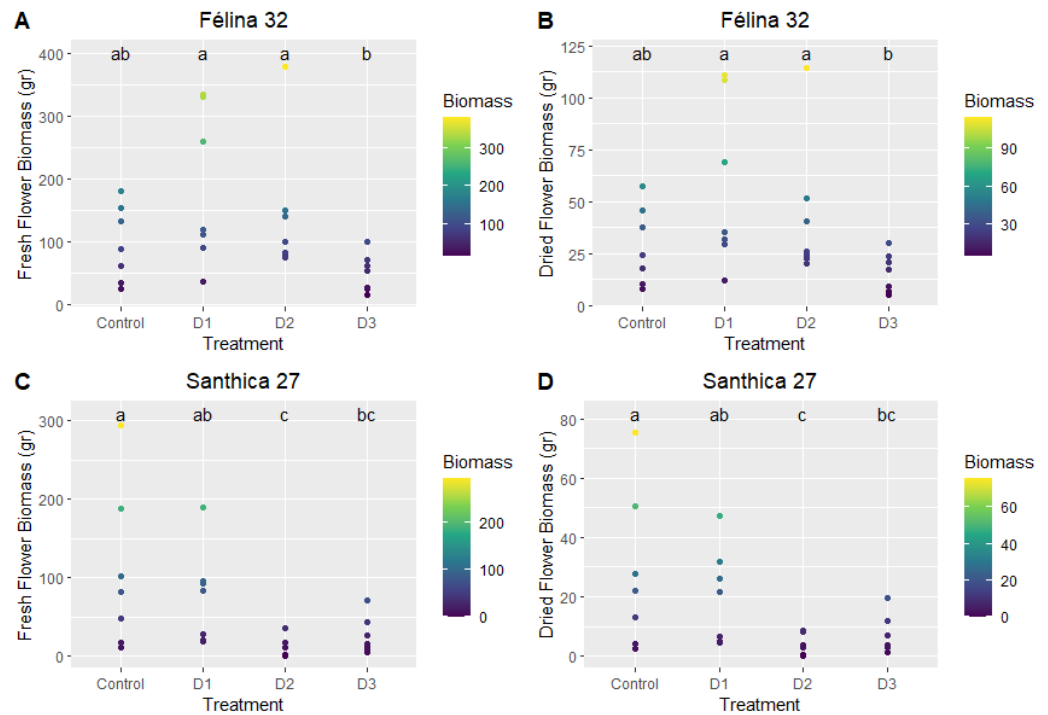 A
Félina 32
Fresh Flower Biomass (gr)
400
300
200
100
0
ab
a
a
b
Control
D1
D2
D3
Treatment
Biomass
300
200
100
B
Félina 32
Dried Flower Biomass (gr)
125
100
75
50
25
0
ab
a
a
b
Control
D1
D2
D3
Treatment
Biomass
90
60
30
C
Santhica 27
Fresh Flower Biomass (gr)
300
200
100
0
a
ab
c
bc
Control
D1
D2
D3
Treatment
Biomass
200
100
0
D
Santhica 27
Dried Flower Biomass (gr)
80
60
40
20
0
a
ab
c
bc
Control
D1
D2
D3
Treatment
Biomass
60
40
20
0